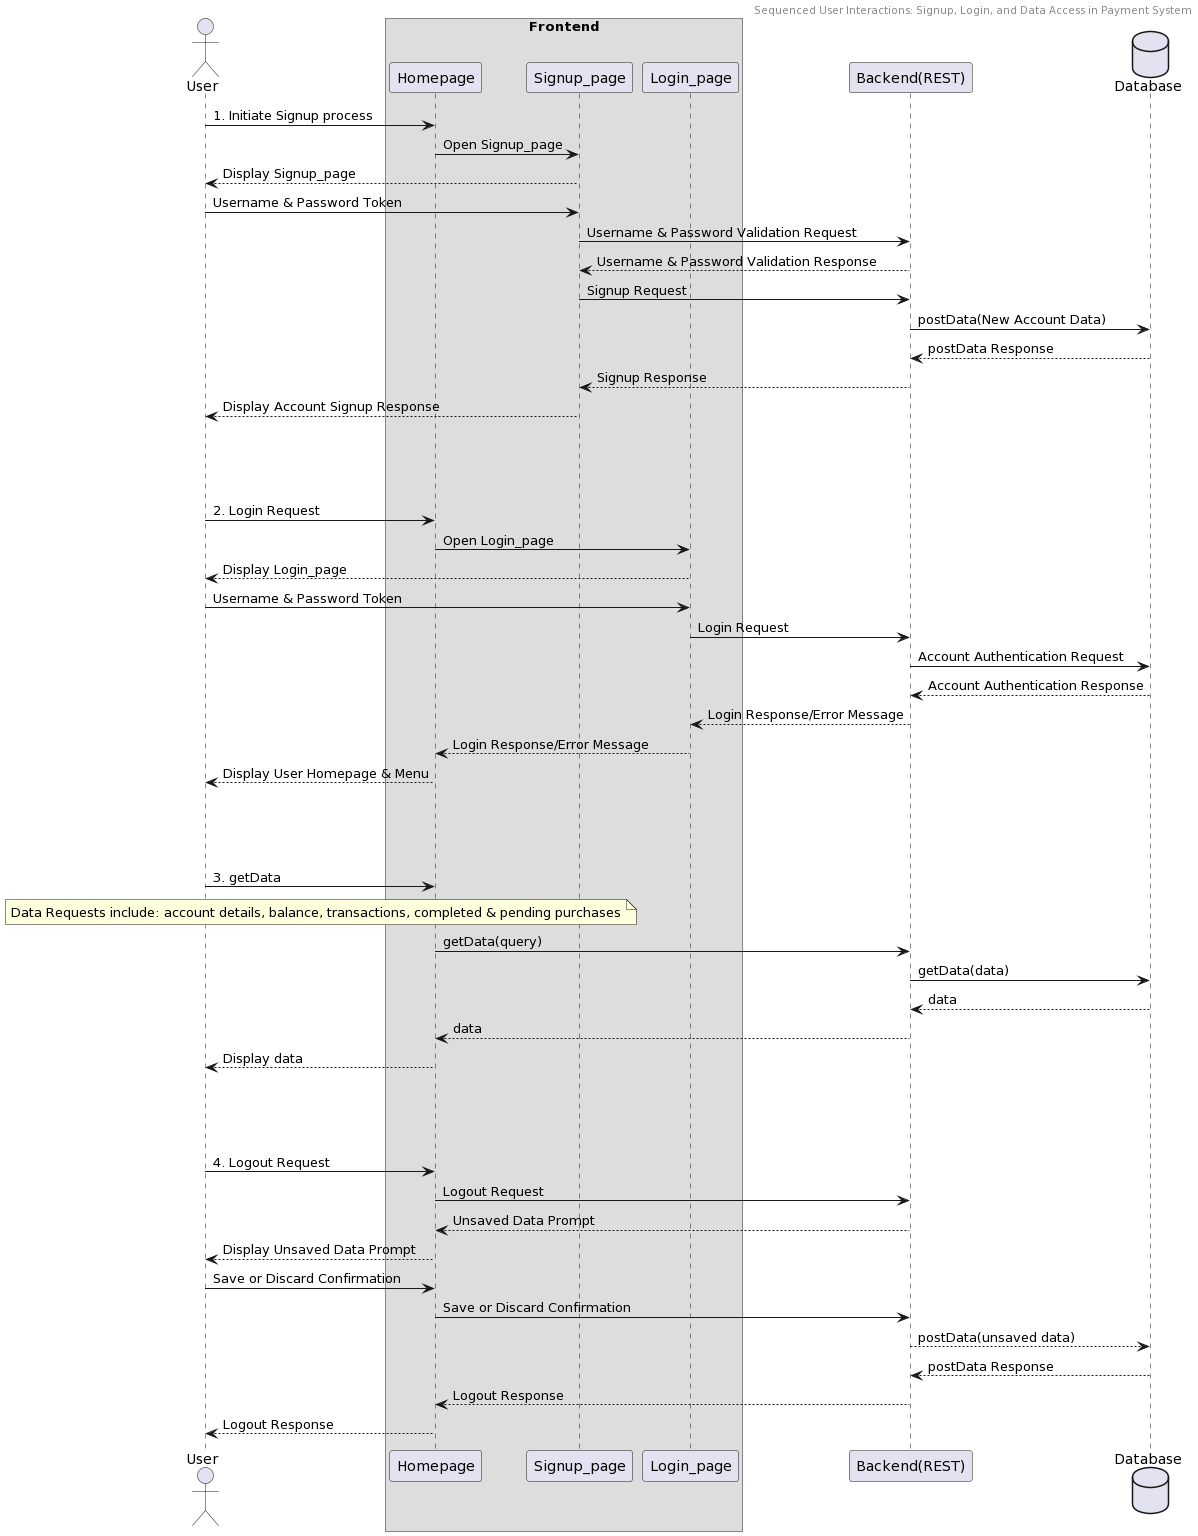 Sequenced User Interactions: Signup, Login, and Data Access in Payment System
Frontend
User
Homepage
Signup_page
Login_page
Backend(REST)
Database
1. Initiate Signup process
Open Signup_page
Display Signup_page
Username & Password Token
Username & Password Validation Request
Username & Password Validation Response
Signup Request
postData(New Account Data)
postData Response
Signup Response
Display Account Signup Response
2. Login Request
Open Login_page
Display Login_page
Username & Password Token
Login Request
Account Authentication Request
Account Authentication Response
Login Response/Error Message
Login Response/Error Message
Display User Homepage & Menu
3. getData
Data Requests include: account details, balance, transactions, completed & pending purchases
getData(query)
getData(data)
data
data
Display data
4. Logout Request
Logout Request
Unsaved Data Prompt
Display Unsaved Data Prompt
Save or Discard Confirmation
Save or Discard Confirmation
postData(unsaved data)
postData Response
Logout Response
Logout Response
User
Homepage
Signup_page
Login_page
Backend(REST)
Database